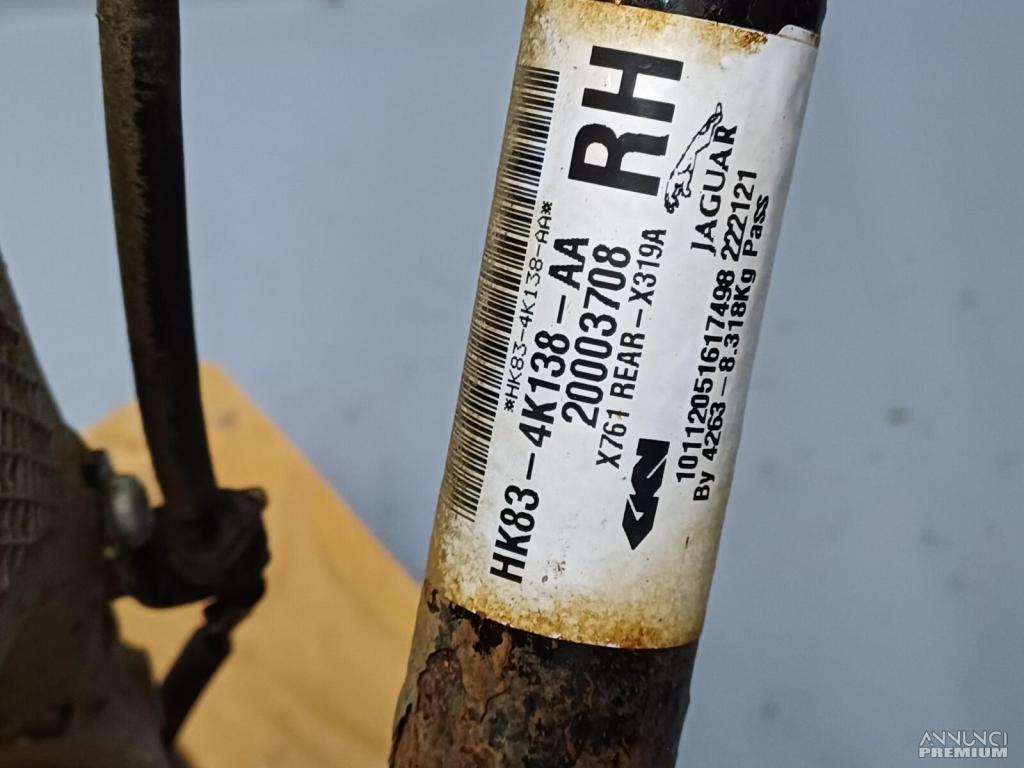 RH
JAGUAR
*HK83-4K138-AA*
HK83-4K138-AA
20003708
X761 REAR-X319A
GKN
10112051617498 222121
By 4263-8.318Kg Pass
ANNUNCI
PREMIUM